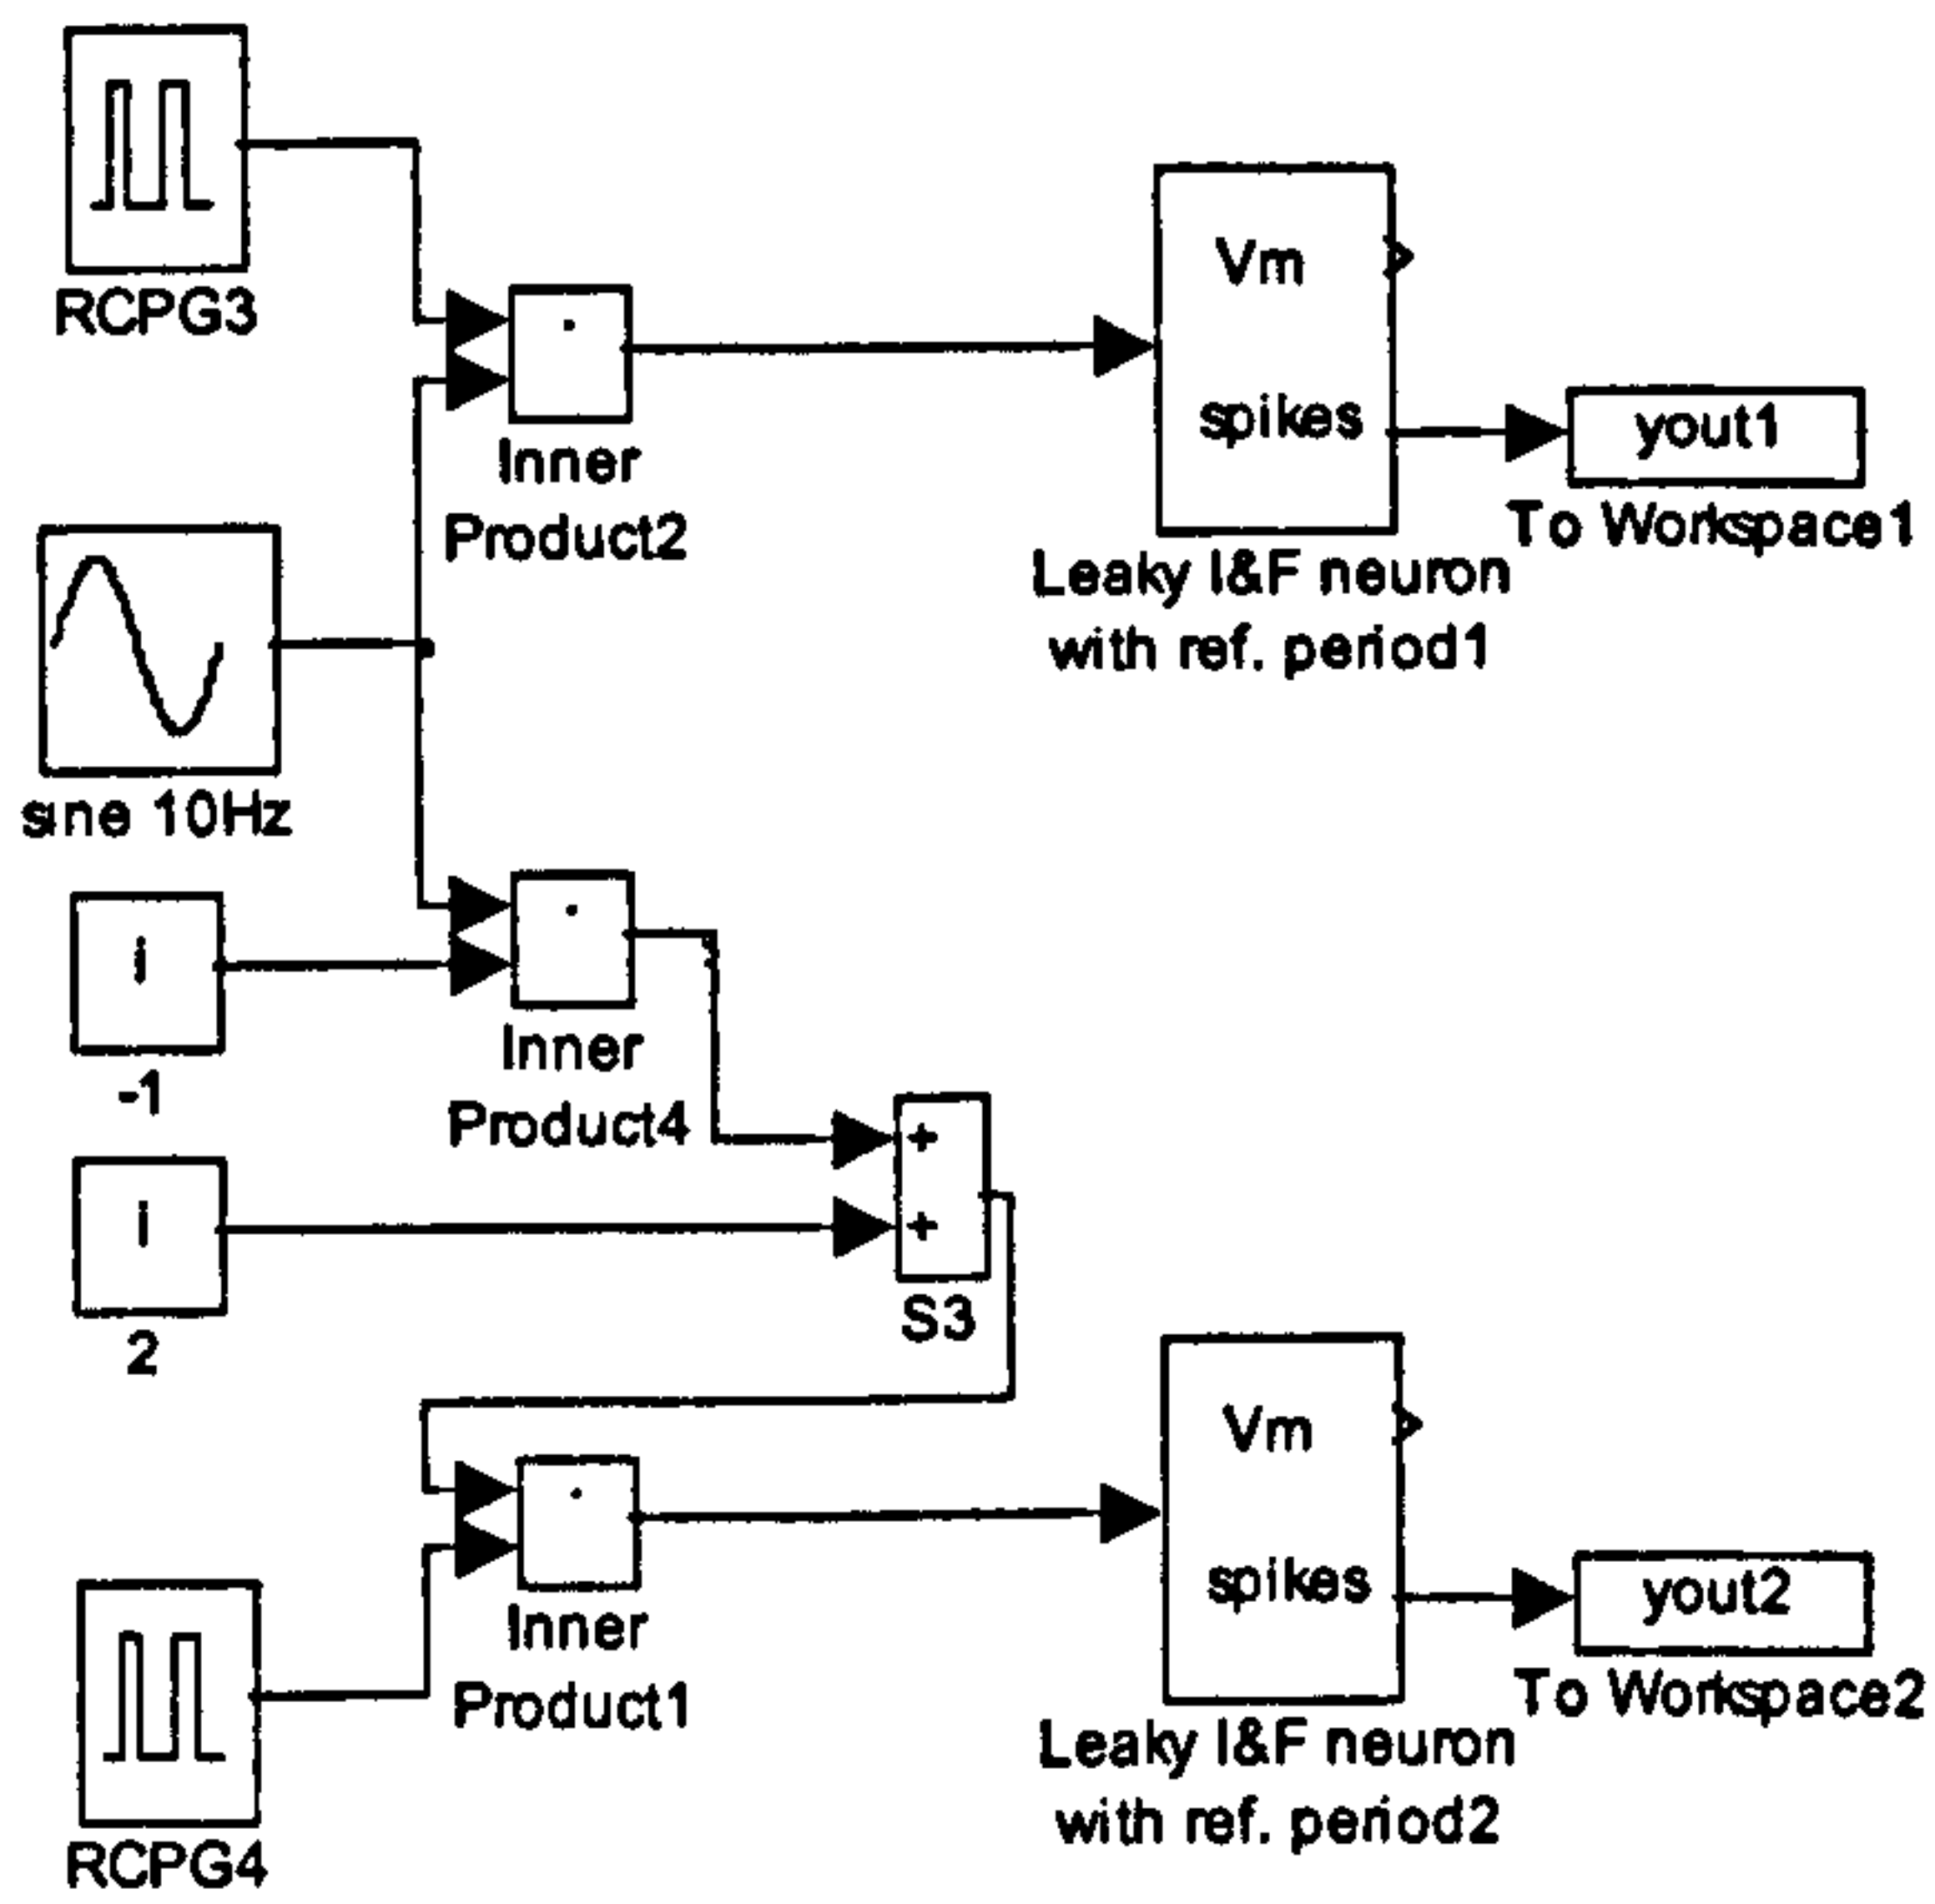 RCPG3
Inner
Product2
Vm
spikes
Leaky I&F neuron
with ref. period1
yout1
To Workspace1
sine 10Hz
i
-1
Inner
Product4
i
2
+
+
S3
Inner
Product1
RCPG4
Vm
spikes
Leaky I&F neuron
with ref. period2
yout2
To Workspace2